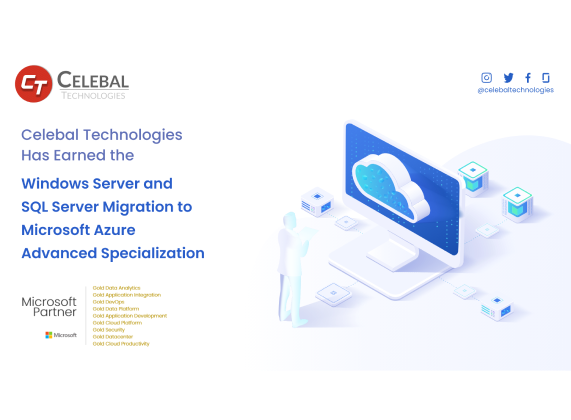 CT CELEBAL
TECHNOLOGIES
@celebaltechnologies
Celebal Technologies
Has Earned the
Windows Server and
SQL Server Migration to
Microsoft Azure
Advanced Specialization
Microsoft
Partner
Microsoft
Gold Data Analytics
Gold Application Integration
Gold DevOps
Gold Data Platform
Gold Application Development
Gold Cloud Platform
Gold Security
Gold Datacenter
Gold Cloud Productivity